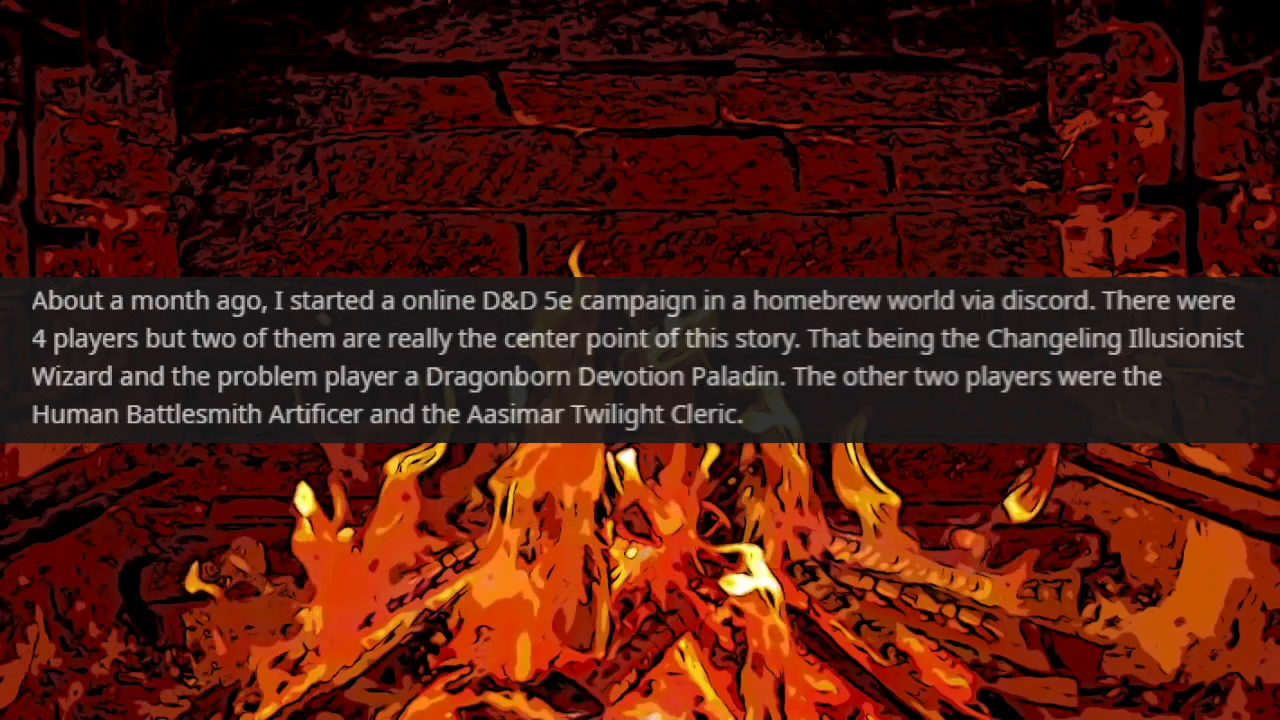 About a month ago, I started a online D&D 5e campaign in a homebrew world via discord. There were
4 players but two of them are really the center point of this story. That being the Changeling Illusionist
Wizard and the problem player a Dragonborn Devotion Paladin. The other two players were the
Human Battlesmith Artificer and the Aasimar Twilight Cleric.